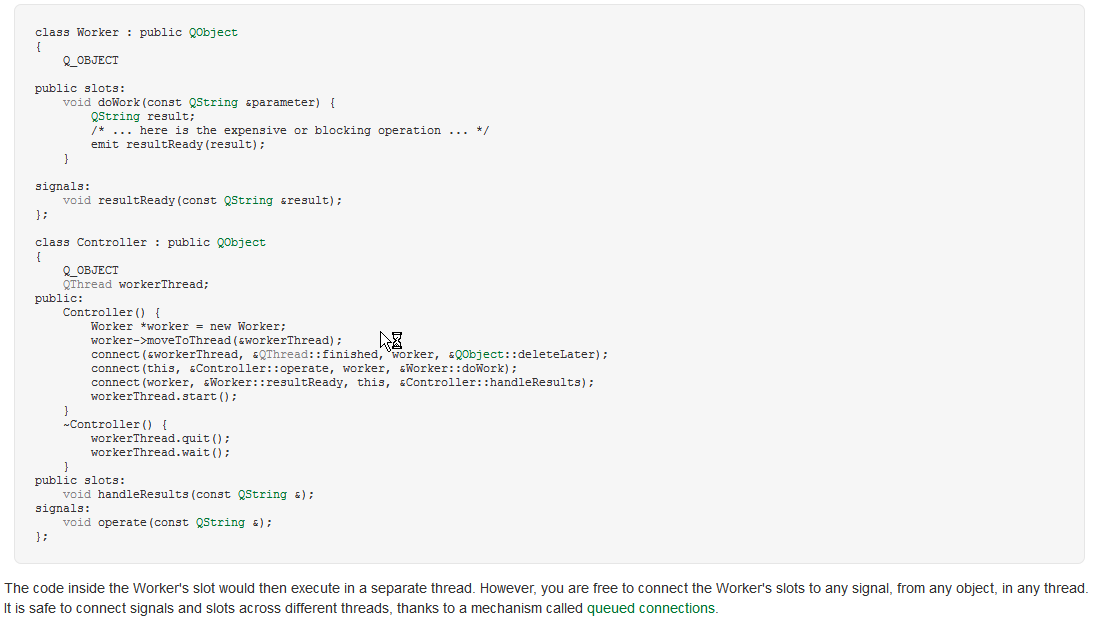 class Worker : public QObject
{
    Q_OBJECT

public slots:
    void doWork(const QString &parameter) {
        QString result;
        /* ... here is the expensive or blocking operation ... */
        emit resultReady(result);
    }

signals:
    void resultReady(const QString &result);
};

class Controller : public QObject
{
    Q_OBJECT
    QThread workerThread;
public:
    Controller() {
        Worker *worker = new Worker;
        worker->moveToThread(&workerThread);
        connect(&workerThread, &QThread::finished, worker, &QObject::deleteLater);
        connect(this, &Controller::operate, worker, &Worker::doWork);
        connect(worker, &Worker::resultReady, this, &Controller::handleResults);
        workerThread.start();
    }
    ~Controller() {
        workerThread.quit();
        workerThread.wait();
    }
public slots:
    void handleResults(const QString &);
signals:
    void operate(const QString &);
};

The code inside the Worker's slot would then execute in a separate thread. However, you are free to connect the Worker's slots to any signal, from any object, in any thread.
It is safe to connect signals and slots across different threads, thanks to a mechanism called queued connections.